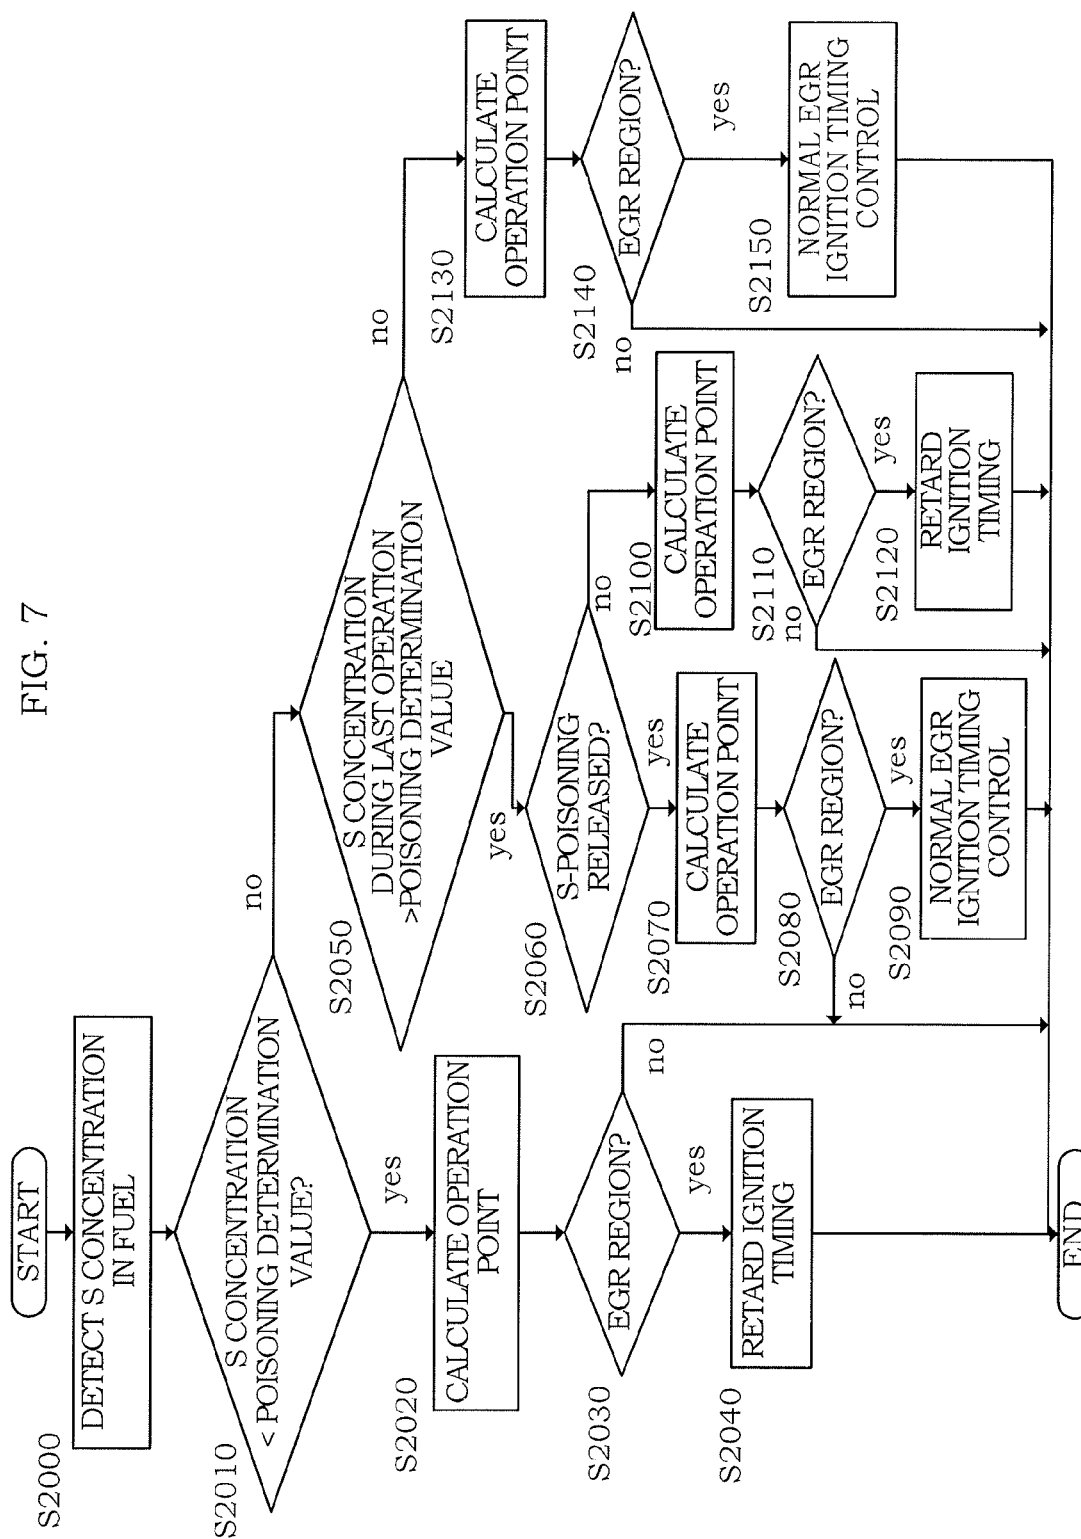 FIG. 7
START
S2000
DETECT S CONCENTRATION
IN FUEL
S2010
S CONCENTRATION
< POISONING DETERMINATION
VALUE?
no
yes
S2020
CALCULATE OPERATION
POINT
S2030
EGR REGION?
no
yes
S2040
RETARD IGNITION
TIMING
S2050
S CONCENTRATION
DURING LAST OPERATION
>POISONING DETERMINATION
VALUE
no
yes
S2060
S-POISONING
RELEASED?
no
yes
S2070
CALCULATE
OPERATION POINT
S2080
EGR REGION?
no
yes
S2090
NORMAL EGR
IGNITION TIMING
CONTROL
S2100
CALCULATE
OPERATION POINT
S2110
EGR REGION?
no
yes
S2120
RETARD
IGNITION
TIMING
S2130
CALCULATE
OPERATION POINT
S2140
EGR REGION?
no
yes
S2150
NORMAL EGR
IGNITION TIMING
CONTROL
END